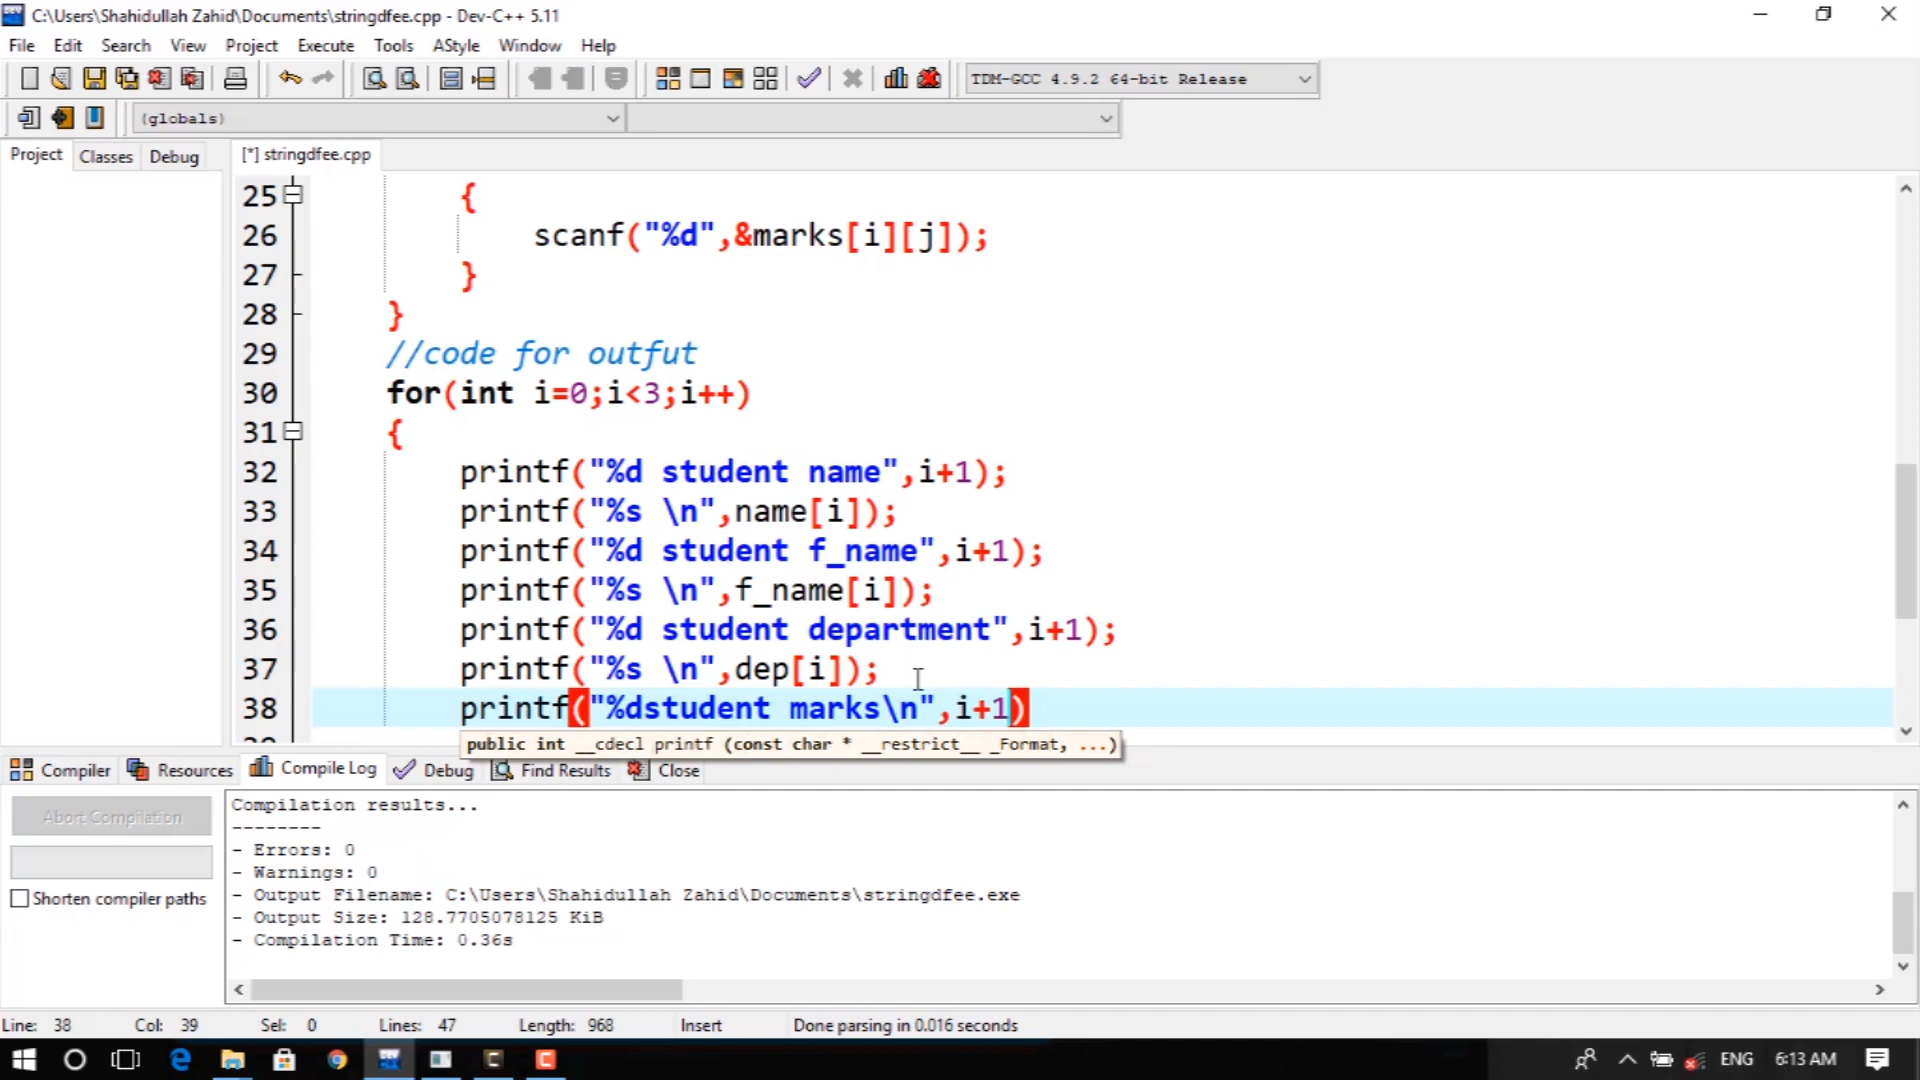 C:\Users\Shahidullah Zahid\Documents\stringdfee.cpp - Dev-C++ 5.11
File Edit Search View Project Execute Tools AStyle Window Help
TDM-GCC 4.9.2 64-bit Release
(globals)
Project Classes Debug [*] stringdfee.cpp
25 {
26 scanf("%d",&marks[i][j]);
27 }
28 }
29 //code for outfut
30 for(int i=0;i<3;i++)
31 {
32 printf("%d student name",i+1);
33 printf("%s \n",name[i]);
34 printf("%d student f_name",i+1);
35 printf("%s \n",f_name[i]);
36 printf("%d student department",i+1);
37 printf("%s \n",dep[i]);
38 printf("%dstudent marks\n",i+1)
public int __cdecl printf (const char * __restrict__ _Format, ...)
Compiler Resources Compile Log Debug Find Results Close
Abort Compilation
Shorten compiler paths
Compilation results...
--------
- Errors: 0
- Warnings: 0
- Output Filename: C:\Users\Shahidullah Zahid\Documents\stringdfee.exe
- Output Size: 128.7705078125 KiB
- Compilation Time: 0.36s
Line: 38 Col: 39 Sel: 0 Lines: 47 Length: 968 Insert Done parsing in 0.016 seconds
ENG 6:13 AM